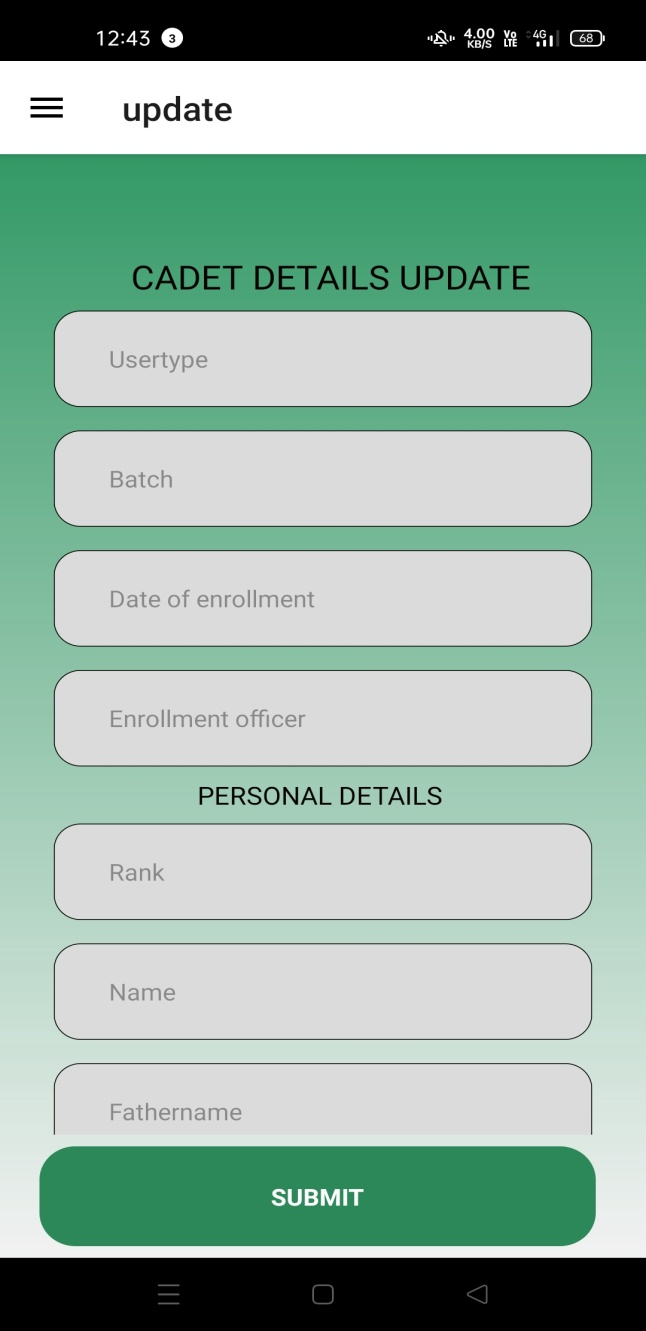 12:43 3 4.00 KB/S Vo LTE 4G 68
update
CADET DETAILS UPDATE
Usertype
Batch
Date of enrollment
Enrollment officer
PERSONAL DETAILS
Rank
Name
Fathername
SUBMIT